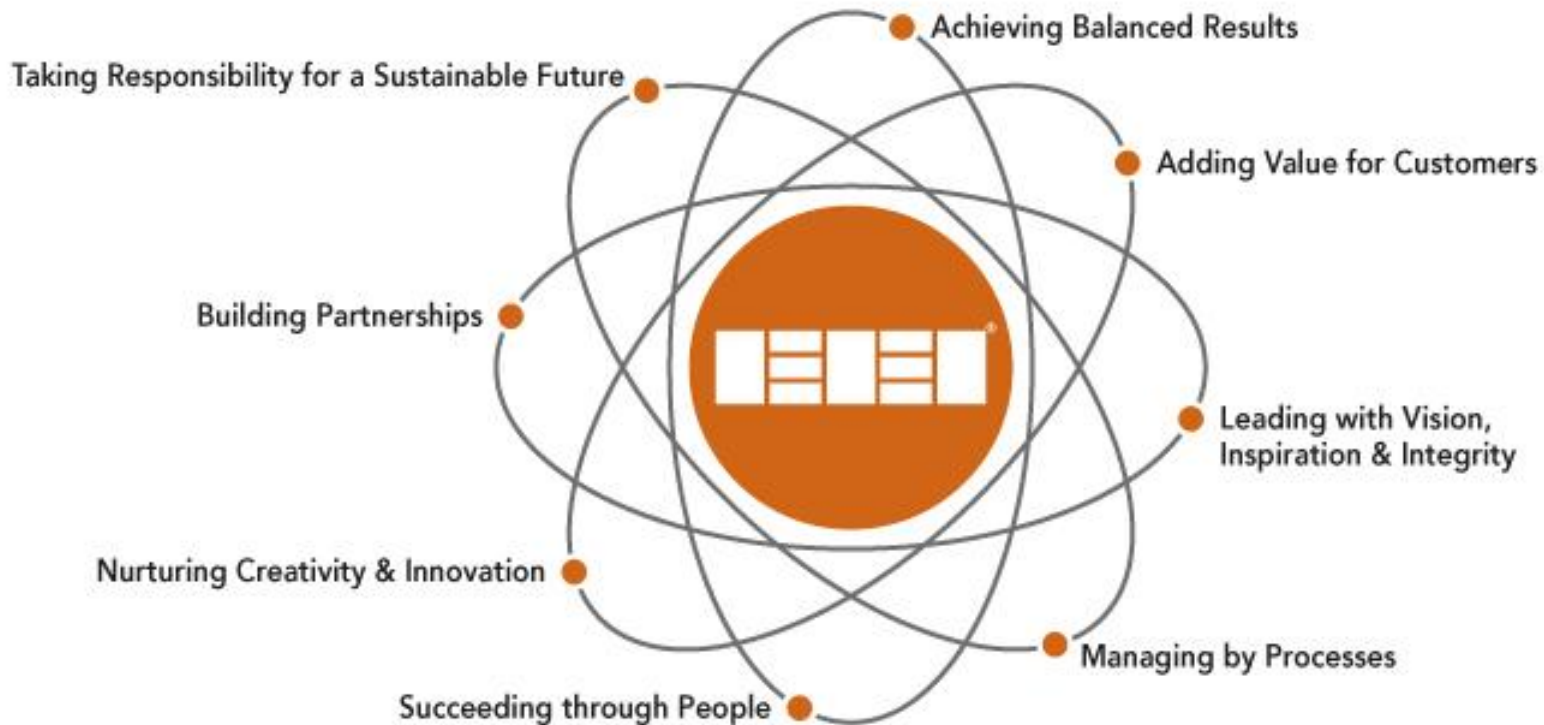 Achieving Balanced Results
Taking Responsibility for a Sustainable Future
Adding Value for Customers
Building Partnerships
®
Leading with Vision,
Inspiration & Integrity
Nurturing Creativity & Innovation
Managing by Processes
Succeeding through People